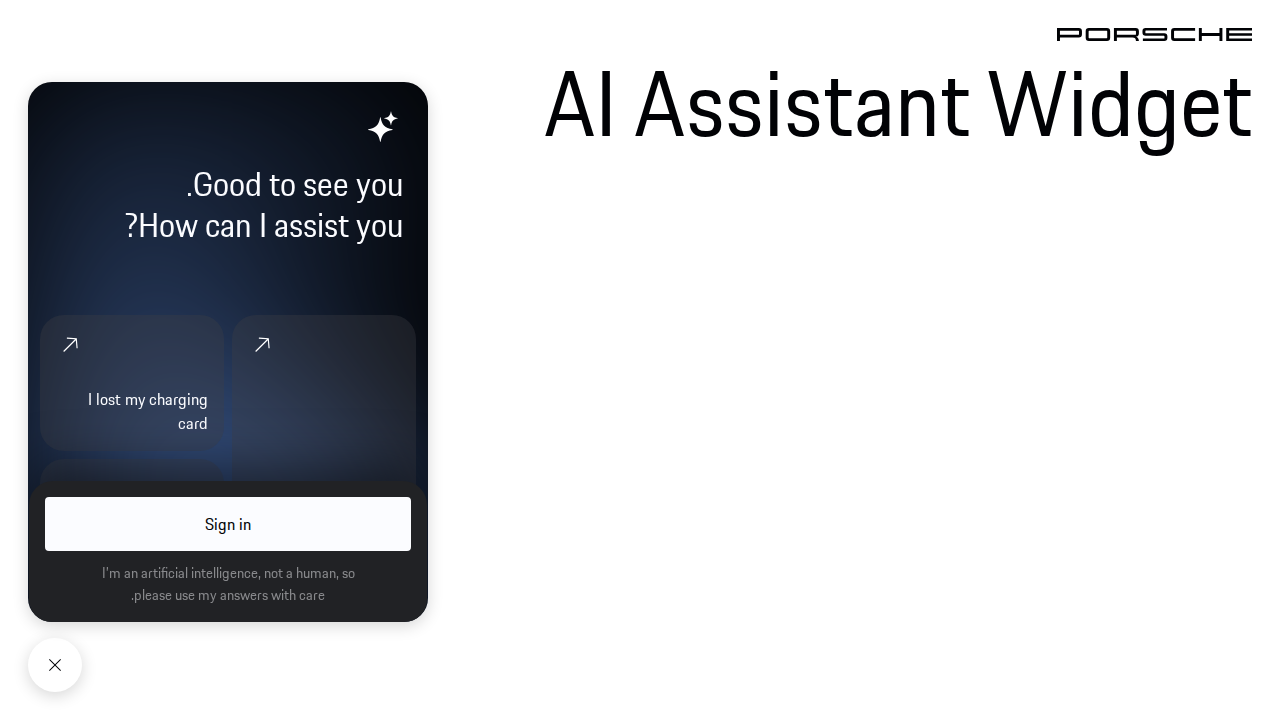 PORSCHE
AI Assistant Widget
.Good to see you
?How can I assist you
I lost my charging
card
Sign in
I'm an artificial intelligence, not a human, so
.please use my answers with care